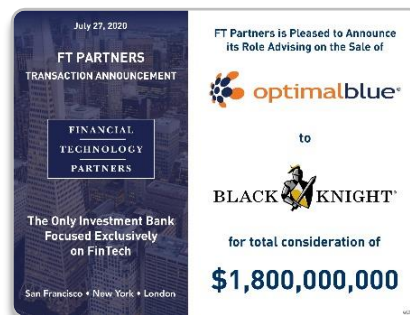 July 27, 2020
FT PARTNERS
TRANSACTION ANNOUNCEMENT
FINANCIAL
TECHNOLOGY
PARTNERS
The Only Investment Bank
Focused Exclusively
on FinTech
San Francisco • New York • London
FT Partners is Pleased to Announce
its Role Advising on the Sale of
optimalblue®
to
BLACK KNIGHT®
for total consideration of
$1,800,000,000